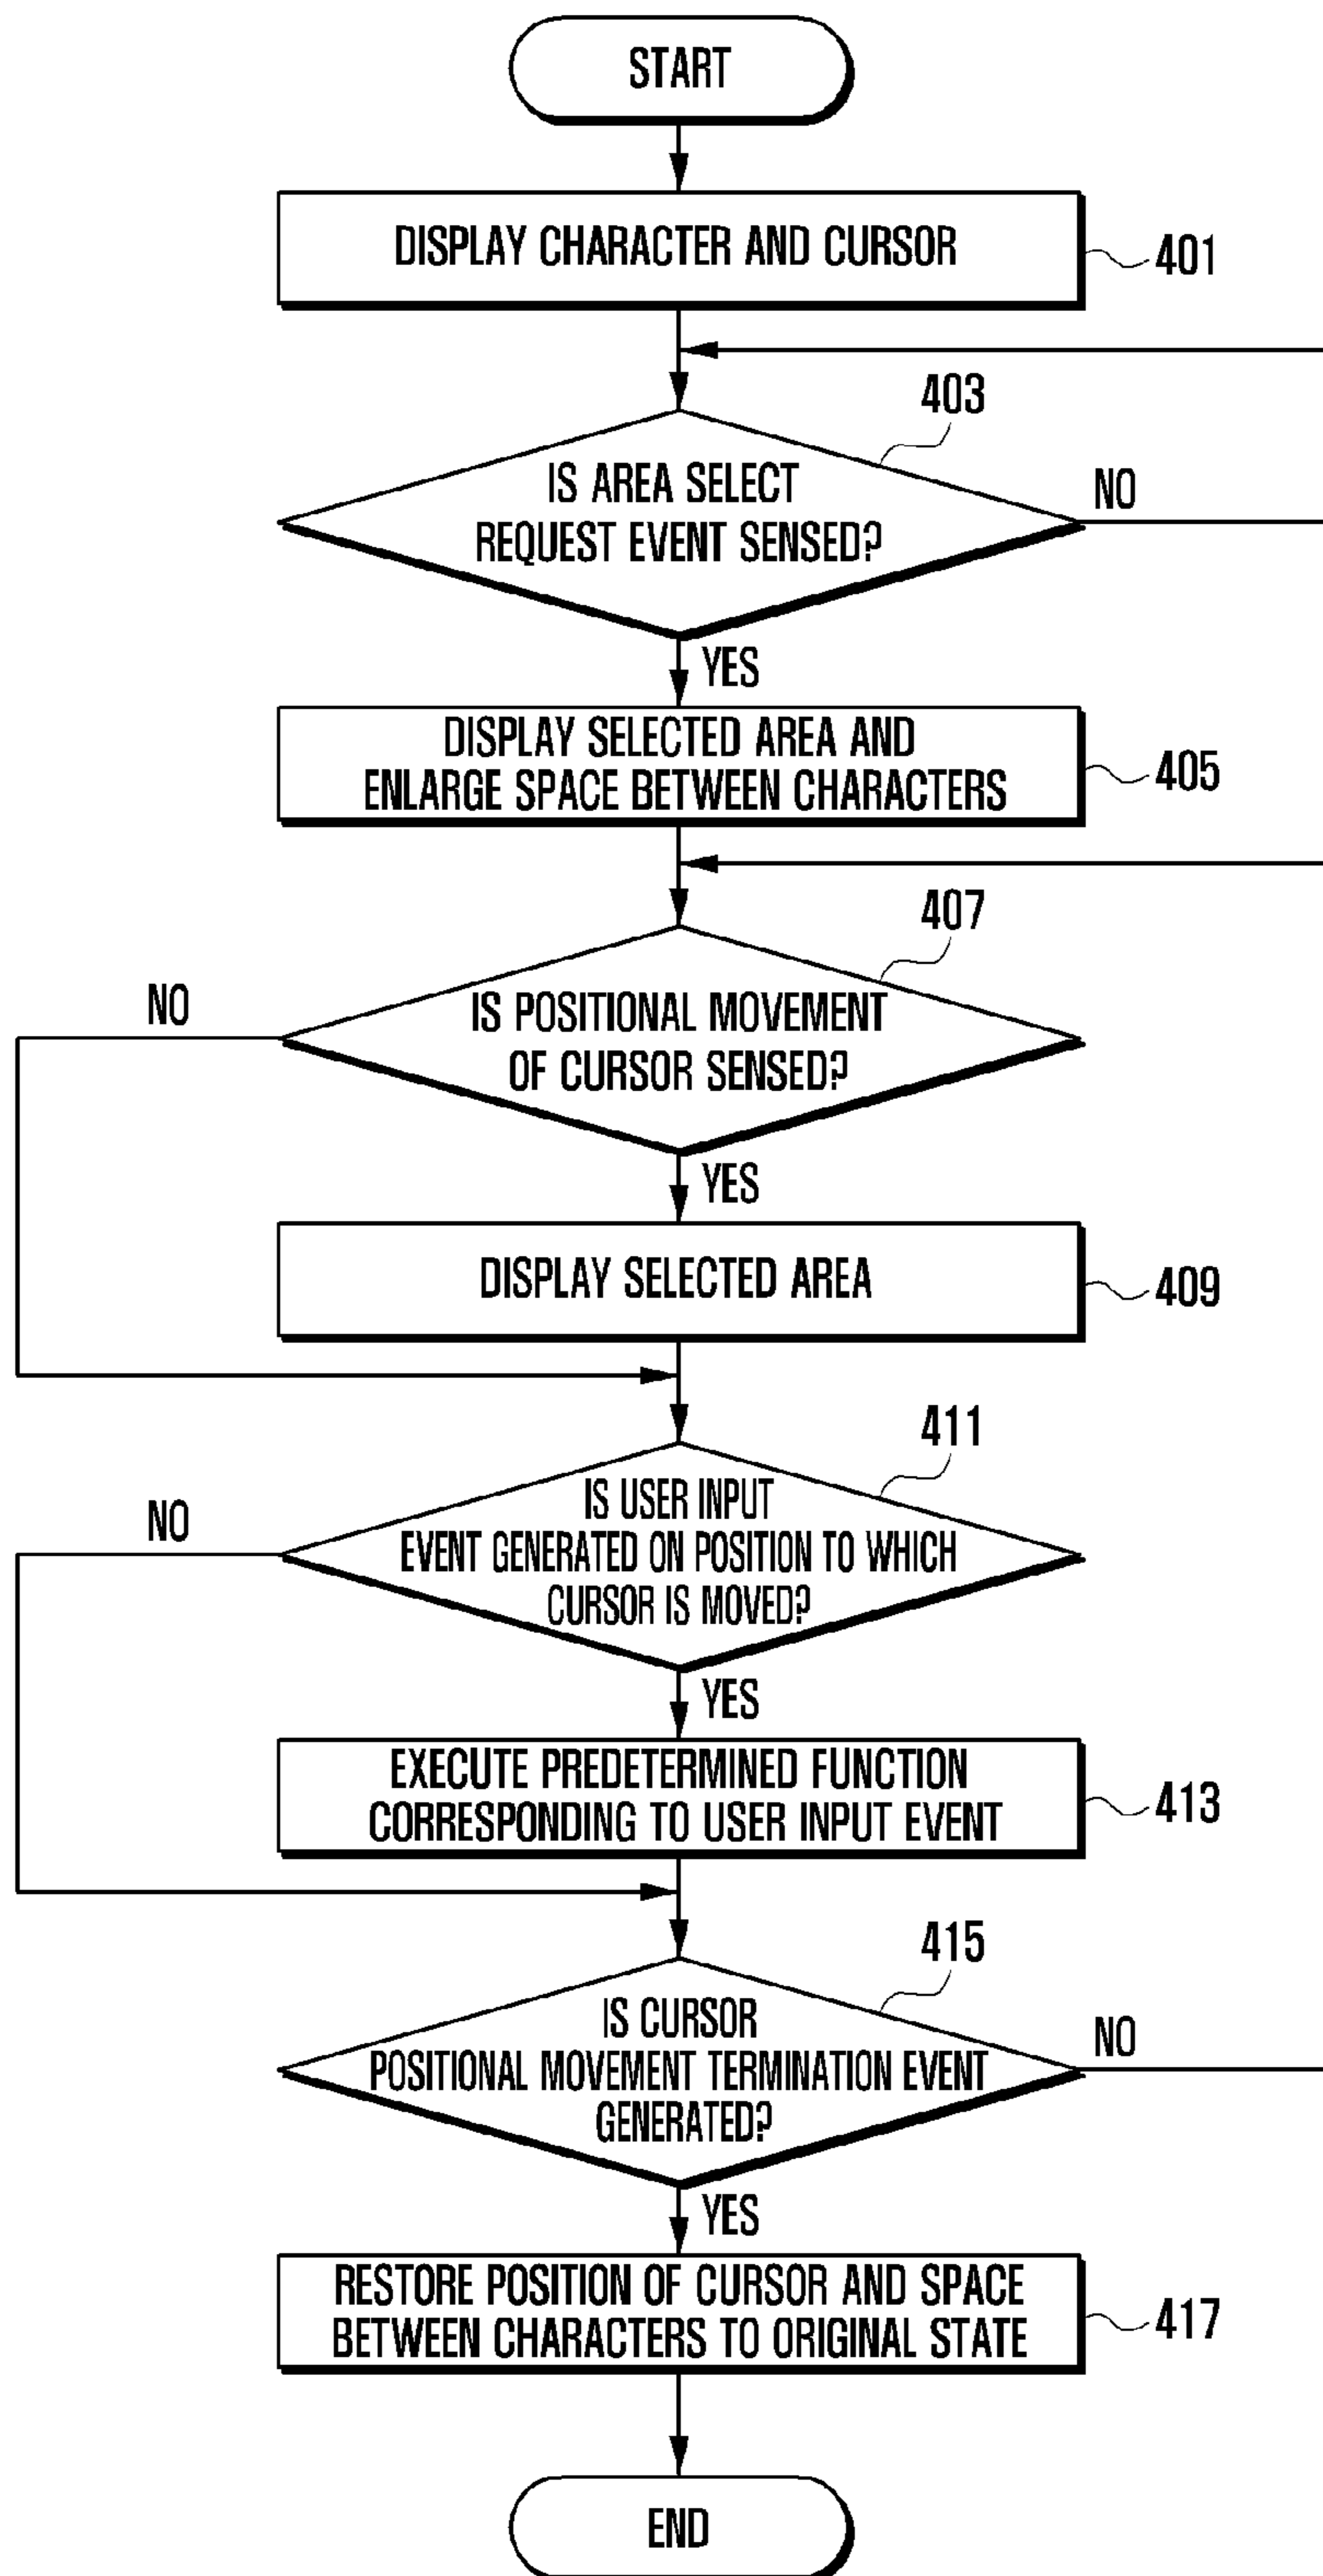 START
DISPLAY CHARACTER AND CURSOR
401
403
IS AREA SELECT
REQUEST EVENT SENSED?
NO
YES
DISPLAY SELECTED AREA AND
ENLARGE SPACE BETWEEN CHARACTERS
405
407
NO
IS POSITIONAL MOVEMENT
OF CURSOR SENSED?
YES
DISPLAY SELECTED AREA
409
411
NO
IS USER INPUT
EVENT GENERATED ON POSITION TO WHICH
CURSOR IS MOVED?
YES
EXECUTE PREDETERMINED FUNCTION
CORRESPONDING TO USER INPUT EVENT
413
415
IS CURSOR
POSITIONAL MOVEMENT TERMINATION EVENT
GENERATED?
NO
YES
RESTORE POSITION OF CURSOR AND SPACE
BETWEEN CHARACTERS TO ORIGINAL STATE
417
END